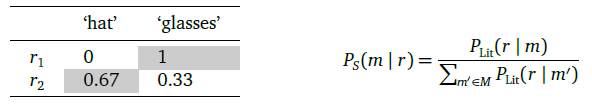 ‘hat’ ‘glasses’
r1 0 1
r2 0.67 0.33
PS(m | r) = PLit(r | m) / ∑m′∈M PLit(r | m′)